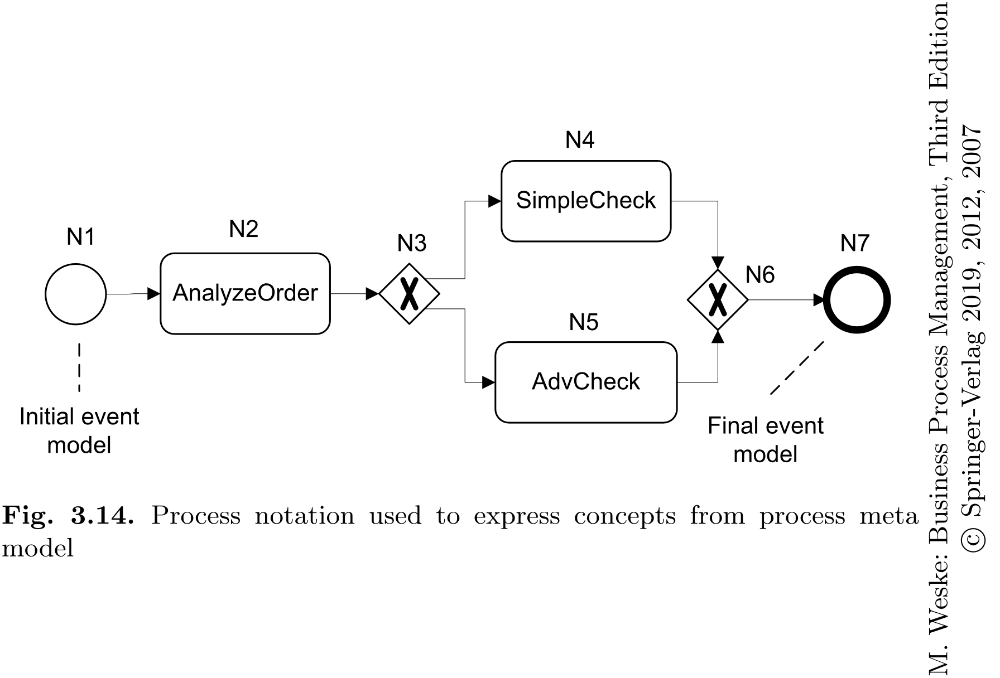 N1
N2
N3
N4
N5
N6
N7
AnalyzeOrder
X
SimpleCheck
AdvCheck
X
Initial event
model
Final event
model
Fig. 3.14. Process notation used to express concepts from process meta
model
M. Weske: Business Process Management, Third Edition
© Springer-Verlag 2019, 2012, 2007